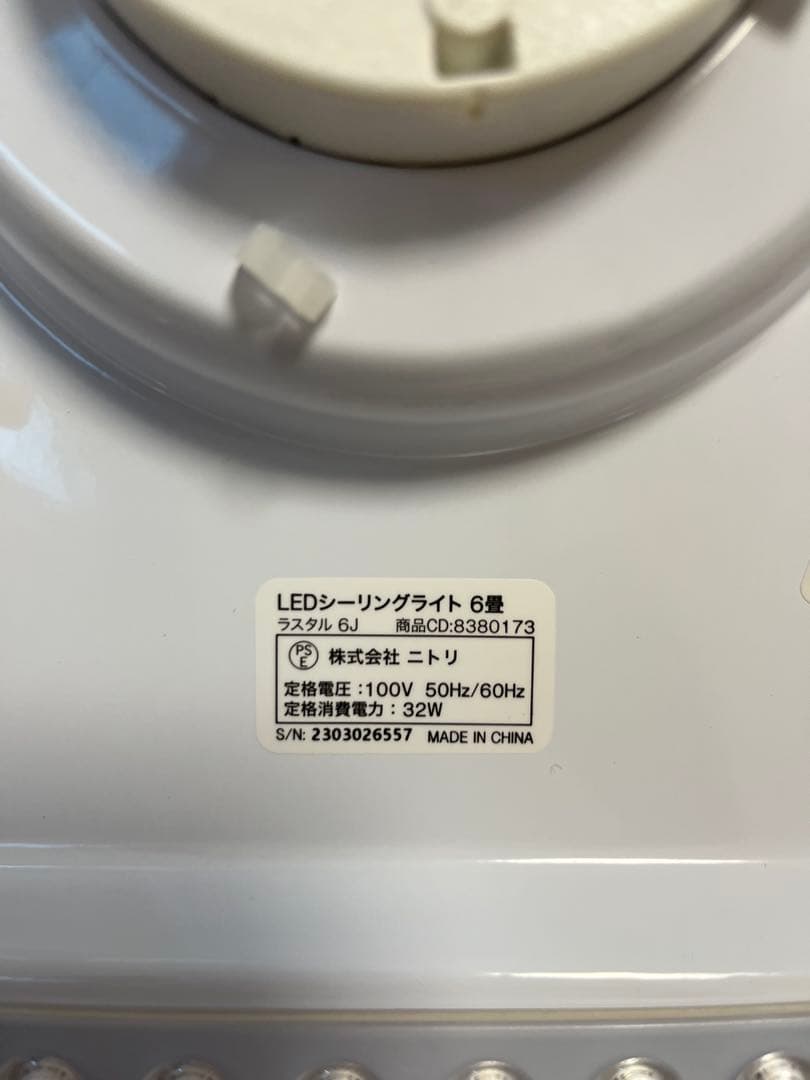 LEDシーリングライト 6畳
ラスタル 6J 商品CD:8380173
PS
E 株式会社 ニトリ
定格電圧:100V 50Hz/60Hz
定格消費電力: 32W
S/N: 2303026557 MADE IN CHINA